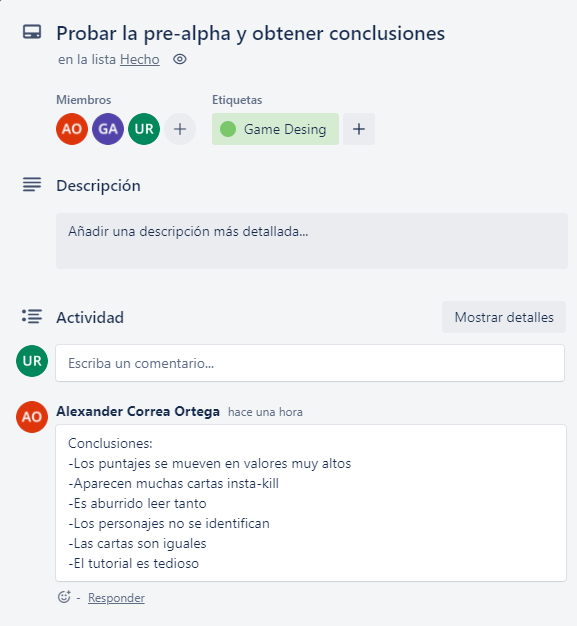 Probar la pre-alpha y obtener conclusiones
en la lista Hecho
Miembros
Etiquetas
AO GA UR +
Game Desing +
Descripción
Añadir una descripción más detallada...
Actividad
Mostrar detalles
UR
Escriba un comentario...
AO
Alexander Correa Ortega hace una hora
Conclusiones:
-Los puntajes se mueven en valores muy altos
-Aparecen muchas cartas insta-kill
-Es aburrido leer tanto
-Los personajes no se identifican
-Las cartas son iguales
-El tutorial es tedioso
- Responder